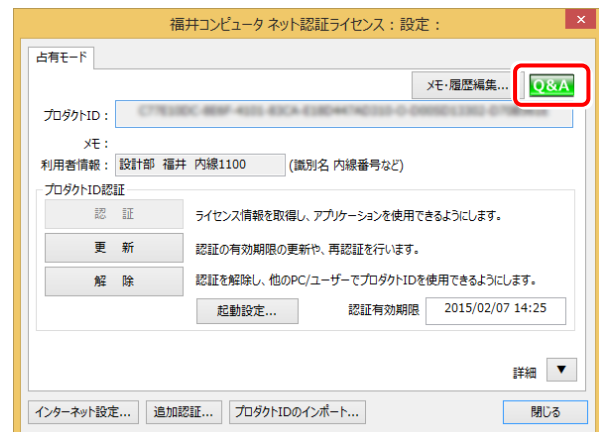 福井コンピュータ ネット認証ライセンス：設定：
占有モード
メモ・履歴編集... Q&A
プロダクトID：
メモ：
利用者情報： 設計部 福井 内線1100 (識別名 内線番号など)
プロダクトID認証
認 証 ライセンス情報を取得し、アプリケーションを使用できるようにします。
更 新 認証の有効期限の更新や、再認証を行います。
解 除 認証を解除し、他のPC/ユーザーでプロダクトIDを使用できるようにします。
起動設定... 認証有効期限 2015/02/07 14:25
詳細 ▼
インターネット設定... 追加認証... プロダクトIDのインポート... 閉じる